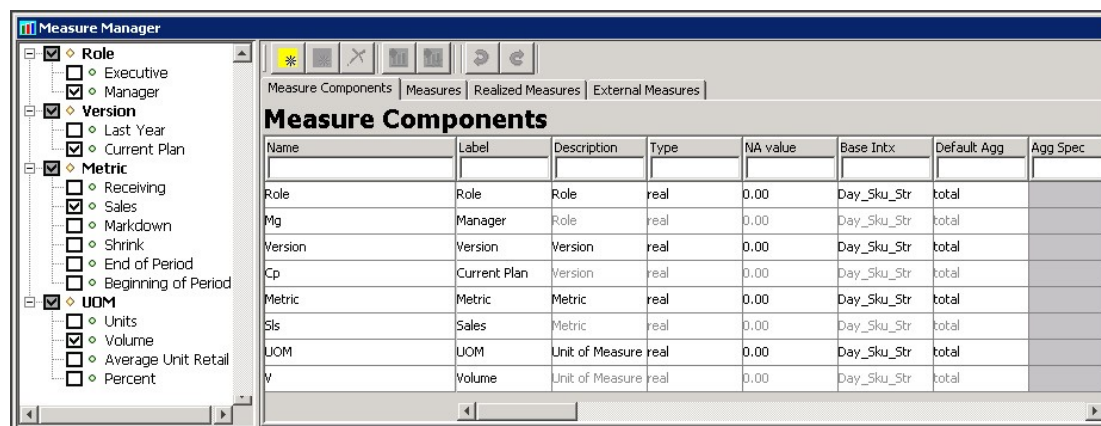 Measure Manager
Role
Executive
Manager
Version
Last Year
Current Plan
Metric
Receiving
Sales
Markdown
Shrink
End of Period
Beginning of Period
UOM
Units
Volume
Average Unit Retail
Percent
Measure Components Measures Realized Measures External Measures
Measure Components
Name Label Description Type NA value Base Intx Default Agg Agg Spec
Role Role Role real 0.00 Day_Sku_Str total
Mg Manager Role real 0.00 Day_Sku_Str total
Version Version Version real 0.00 Day_Sku_Str total
Cp Current Plan Version real 0.00 Day_Sku_Str total
Metric Metric Metric real 0.00 Day_Sku_Str total
Sls Sales Metric real 0.00 Day_Sku_Str total
UOM UOM Unit of Measure real 0.00 Day_Sku_Str total
V Volume Unit of Measure real 0.00 Day_Sku_Str total